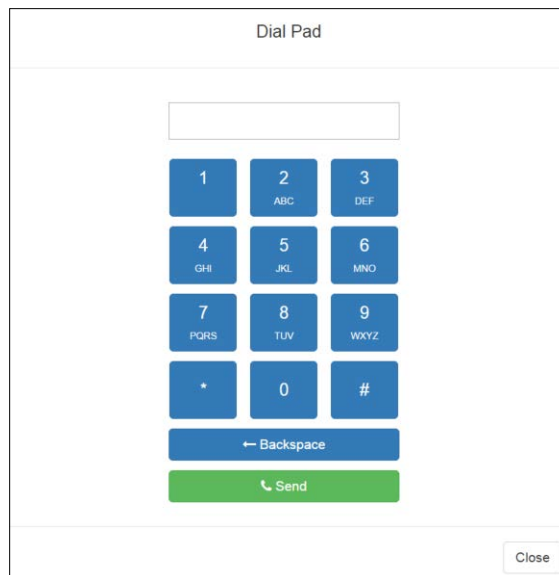 Dial Pad
1 2 3
ABC DEF
4 5 6
GHI JKL MNO
7 8 9
PQRS TUV WXYZ
* 0 #
← Backspace
Send
Close